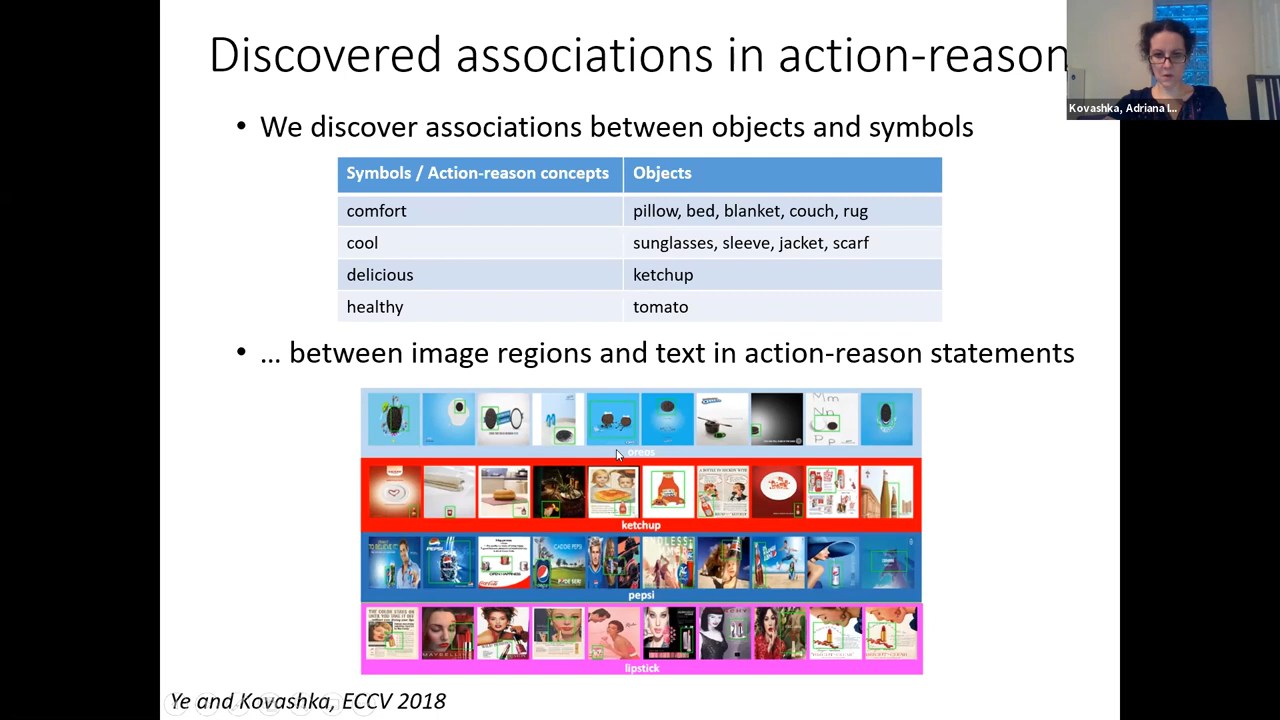 Discovered associations in action-reason
Kovashka, Adriana I...
• We discover associations between objects and symbols
Symbols / Action-reason concepts Objects
comfort pillow, bed, blanket, couch, rug
cool sunglasses, sleeve, jacket, scarf
delicious ketchup
healthy tomato
• ... between image regions and text in action-reason statements
oreos
ketchup
pepsi
lipstick
Ye and Kovashka, ECCV 2018